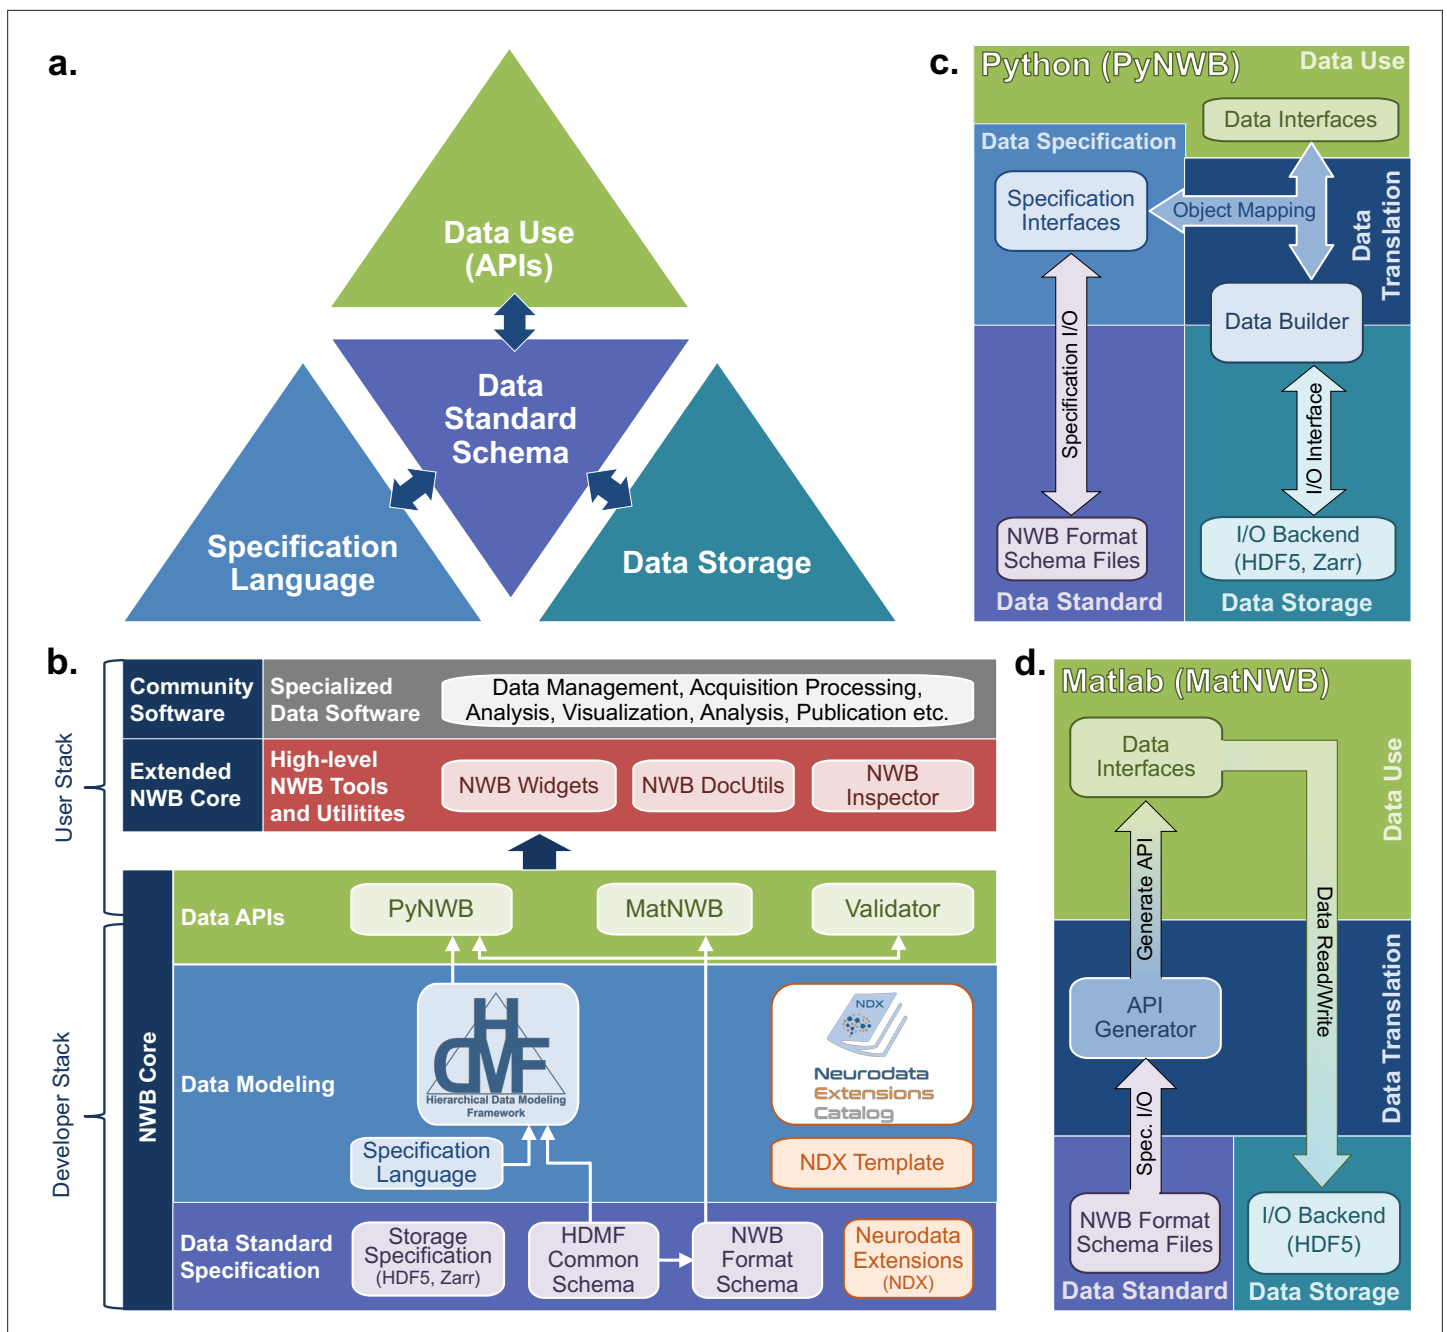 a.
Data Use
(APIs)
Data
Standard
Schema
Specification
Language
Data Storage
b.
User Stack
Developer Stack
Community
Software
Specialized
Data Software
Data Management, Acquisition Processing,
Analysis, Visualization, Analysis, Publication etc.
Extended
NWB Core
High-level
NWB Tools
and Utilitites
NWB Widgets
NWB DocUtils
NWB
Inspector
NWB Core
Data APIs
PyNWB
MatNWB
Validator
Data Modeling
HDMF
Hierarchical Data Modeling
Framework
NDX
Neurodata
Extensions
Catalog
Specification
Language
NDX Template
Data Standard
Specification
Storage
Specification
(HDF5, Zarr)
HDMF
Common
Schema
NWB
Format
Schema
Neurodata
Extensions
(NDX)
c.
Python (PyNWB)
Data Use
Data Interfaces
Data Specification
Specification
Interfaces
Object Mapping
Data
Translation
Data Builder
Specification I/O
I/O Interface
NWB Format
Schema Files
I/O Backend
(HDF5, Zarr)
Data Standard
Data Storage
d.
Matlab (MatNWB)
Data
Interfaces
Data Use
Generate API
Data Read/Write
API
Generator
Data Translation
Spec. I/O
NWB Format
Schema Files
I/O Backend
(HDF5)
Data Standard
Data Storage